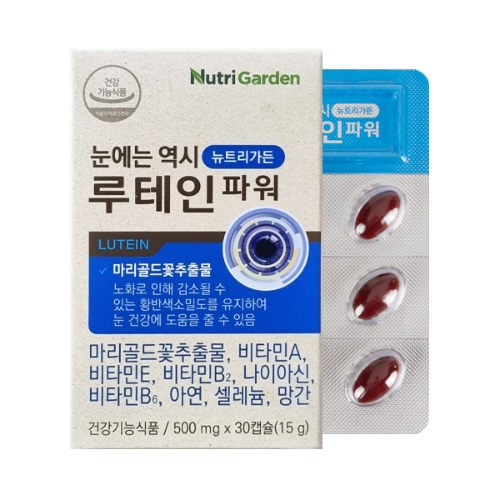 건강
기능식품
NutriGarden
눈에는 역시 뉴트리가든
루테인 파워
LUTEIN
✓ 마리골드꽃추출물
노화로 인해 감소될 수
있는 황반색소밀도를 유지하여
눈 건강에 도움을 줄 수 있음
마리골드꽃추출물, 비타민A,
비타민E, 비타민B₂, 나이아신,
비타민B₆, 아연, 셀레늄, 망간
건강기능식품 / 500 mg x 30캡슐(15 g)
시 뉴트리가든
인 파워